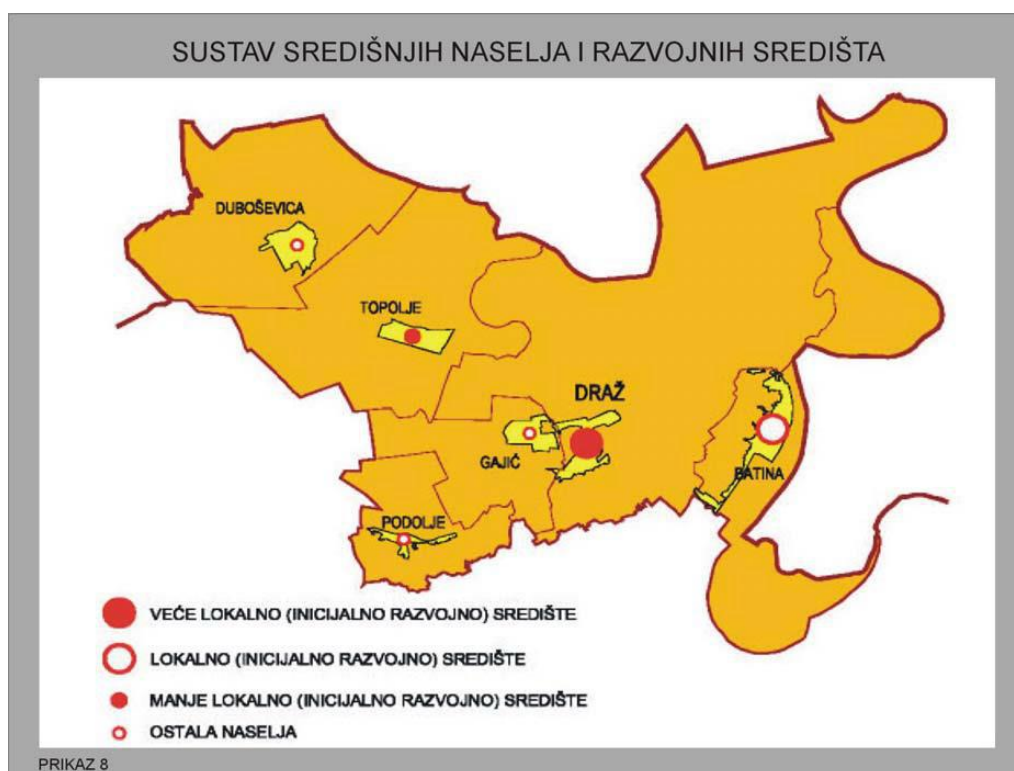 SUSTAV SREDIŠNJIH NASELJA I RAZVOJNIH SREDIŠTA
DUBOŠEVICA
TOPOLJE
DRAŽ
GAJIĆ
BATINA
PODOLJE
VEĆE LOKALNO (INICIJALNO RAZVOJNO) SREDIŠTE
LOKALNO (INICIJALNO RAZVOJNO) SREDIŠTE
MANJE LOKALNO (INICIJALNO RAZVOJNO) SREDIŠTE
OSTALA NASELJA
PRIKAZ 8